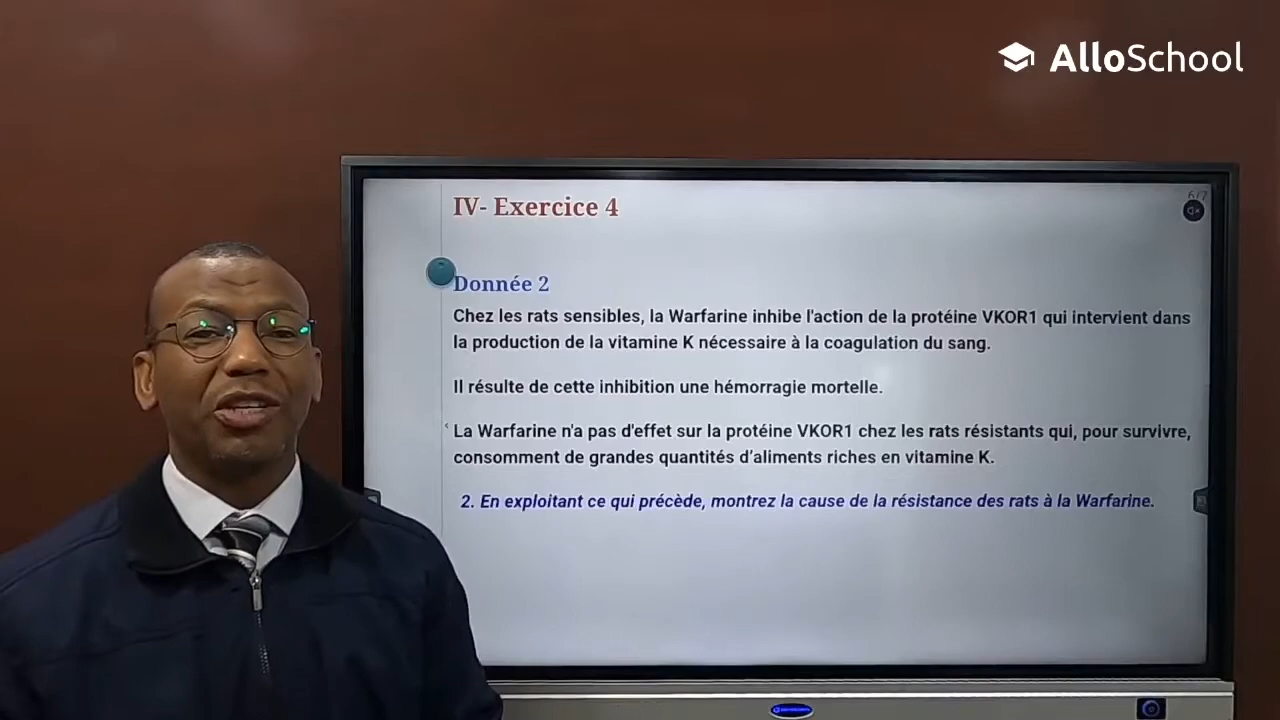 AlloSchool
6/7
IV- Exercice 4
Donnée 2
Chez les rats sensibles, la Warfarine inhibe l'action de la protéine VKOR1 qui intervient dans
la production de la vitamine K nécessaire à la coagulation du sang.
Il résulte de cette inhibition une hémorragie mortelle.
La Warfarine n'a pas d'effet sur la protéine VKOR1 chez les rats résistants qui, pour survivre,
consomment de grandes quantités d'aliments riches en vitamine K.
2. En exploitant ce qui précède, montrez la cause de la résistance des rats à la Warfarine.